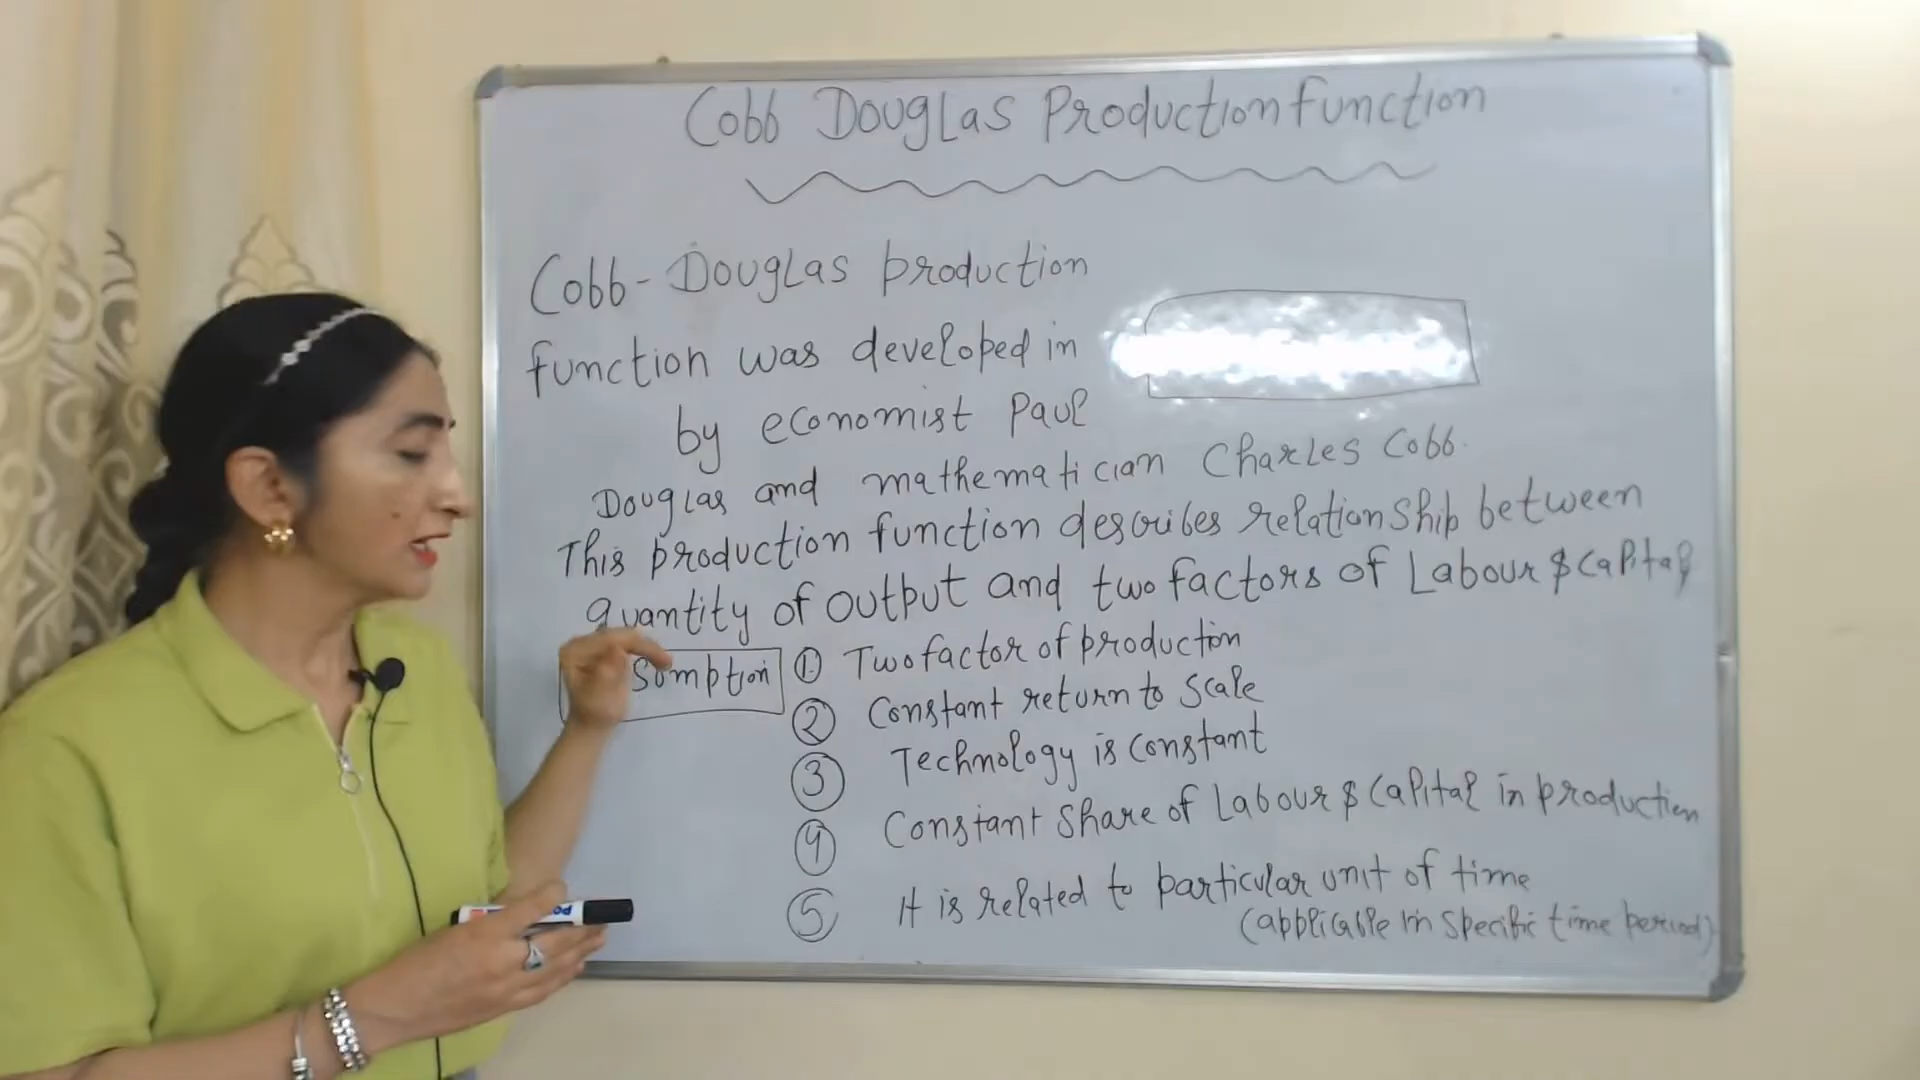 Cobb Douglas Production Function
Cobb-Douglas production
function was developed in
by economist Paul
Douglas and mathematician Charles Cobb.
This production function describes relationship between
quantity of output and two factors of Labour & Capital
sumption
① Two factor of production
② Constant return to scale
③ Technology is constant
④ Constant share of Labour & Capital in production
⑤ It is related to particular unit of time
(applicable in specific time period)